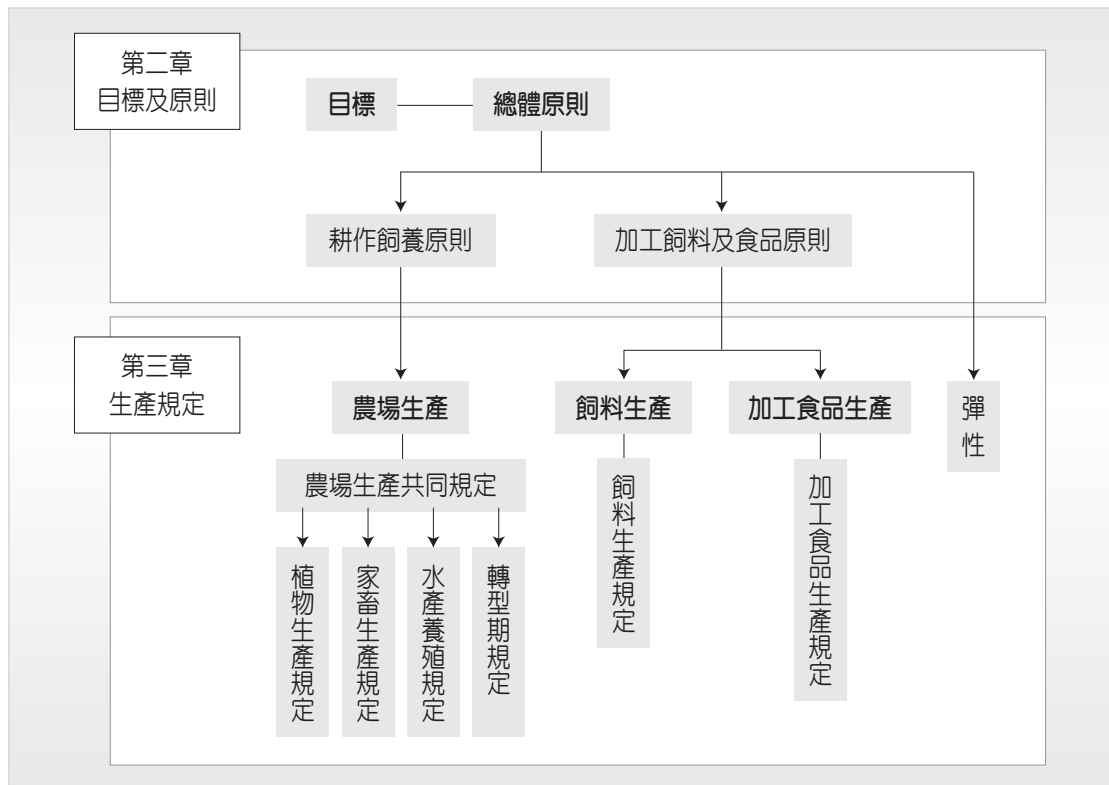 第二章
目標及原則
目標
總體原則
耕作飼養原則
加工飼料及食品原則
第三章
生產規定
農場生產
飼料生產
加工食品生產
彈性
農場生產共同規定
飼料生產規定
加工食品生產規定
植物生產規定
家畜生產規定
水產養殖規定
轉型期規定